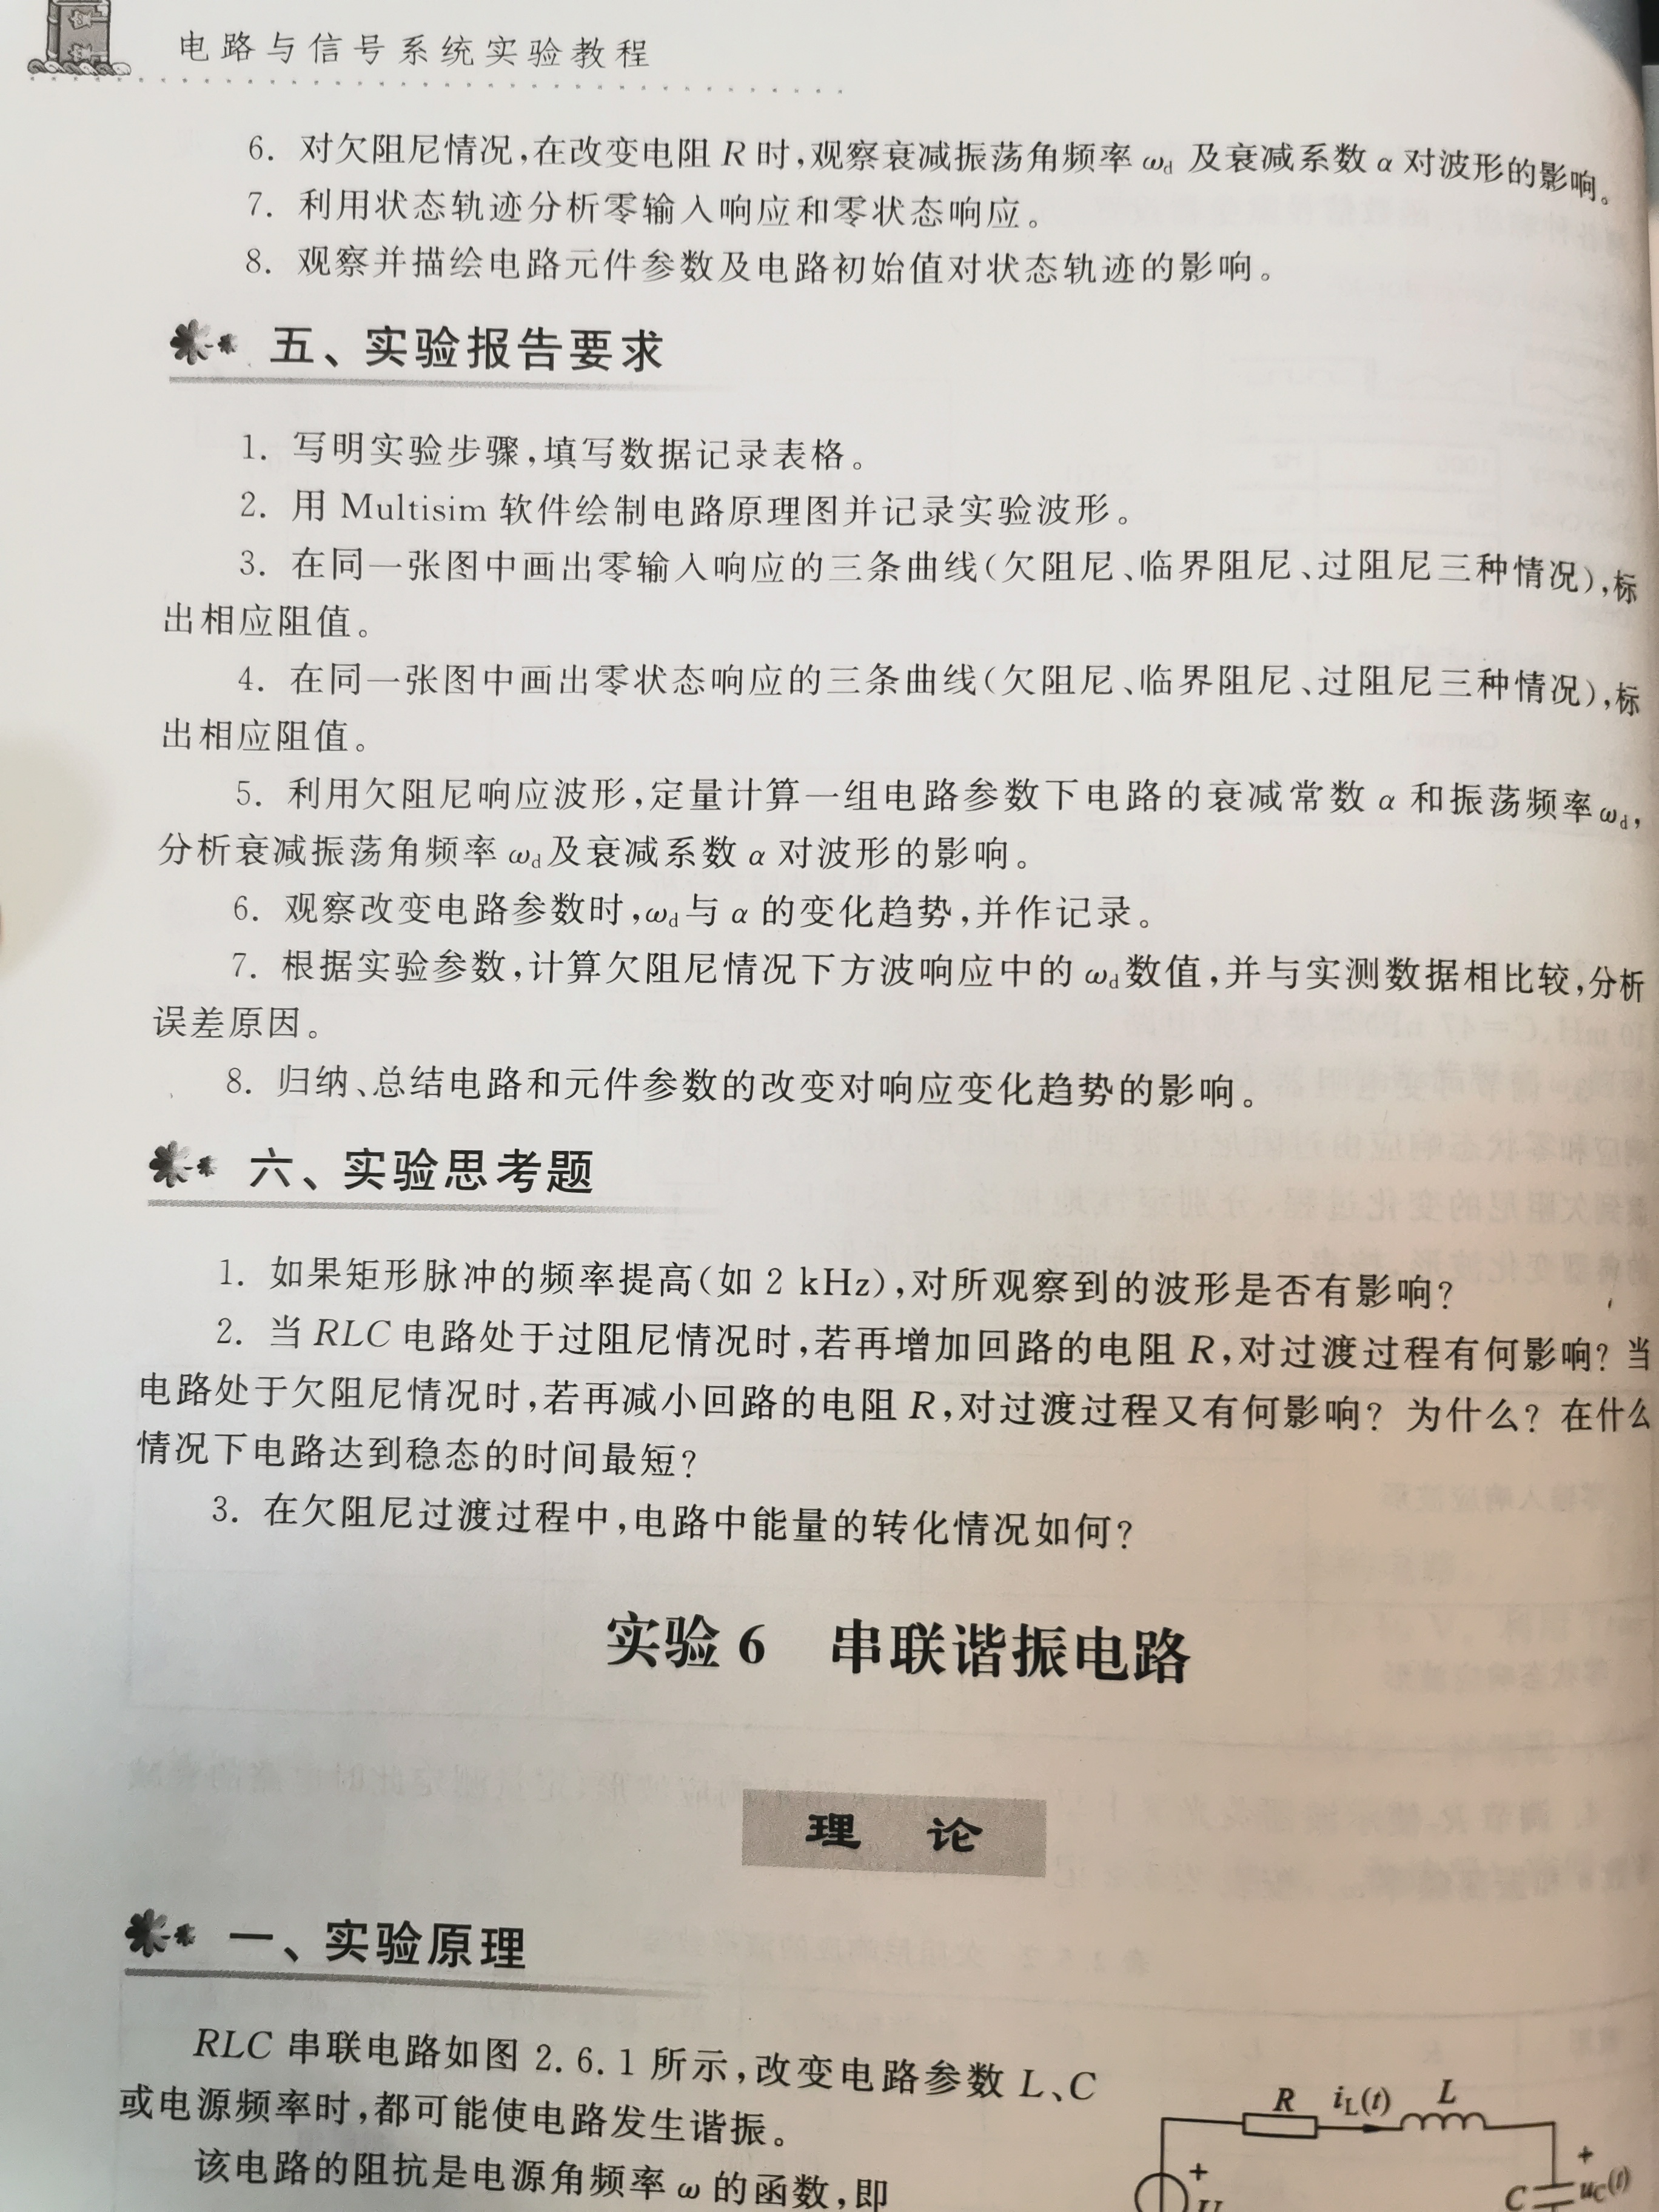 电路与信号系统实验教程
6. 对欠阻尼情况,在改变电阻 R 时,观察衰减振荡角频率 ωd 及衰减系数 α 对波形的影响。
7. 利用状态轨迹分析零输入响应和零状态响应。
8. 观察并描绘电路元件参数及电路初始值对状态轨迹的影响。
五、实验报告要求
1. 写明实验步骤,填写数据记录表格。
2. 用 Multisim 软件绘制电路原理图并记录实验波形。
3. 在同一张图中画出零输入响应的三条曲线(欠阻尼、临界阻尼、过阻尼三种情况),标
出相应阻值。
4. 在同一张图中画出零状态响应的三条曲线(欠阻尼、临界阻尼、过阻尼三种情况),标
出相应阻值。
5. 利用欠阻尼响应波形,定量计算一组电路参数下电路的衰减常数 α 和振荡频率 ωd,
分析衰减振荡角频率 ωd及衰减系数 α 对波形的影响。
6. 观察改变电路参数时,ωd与 α 的变化趋势,并作记录。
7. 根据实验参数,计算欠阻尼情况下方波响应中的 ωd数值,并与实测数据相比较,分析
误差原因。
8. 归纳、总结电路和元件参数的改变对响应变化趋势的影响。
六、实验思考题
1. 如果矩形脉冲的频率提高(如 2 kHz),对所观察到的波形是否有影响?
2. 当 RLC 电路处于过阻尼情况时,若再增加回路的电阻 R,对过渡过程有何影响? 当
电路处于欠阻尼情况时,若再减小回路的电阻 R,对过渡过程又有何影响? 为什么? 在什么
情况下电路达到稳态的时间最短?
3. 在欠阻尼过渡过程中,电路中能量的转化情况如何?
实验 6 串联谐振电路
理 论
一、实验原理
RLC 串联电路如图 2.6.1 所示,改变电路参数 L、C
或电源频率时,都可能使电路发生谐振。
该电路的阻抗是电源角频率 ω 的函数,即
R iL(t) L
+ +
C uC(t)